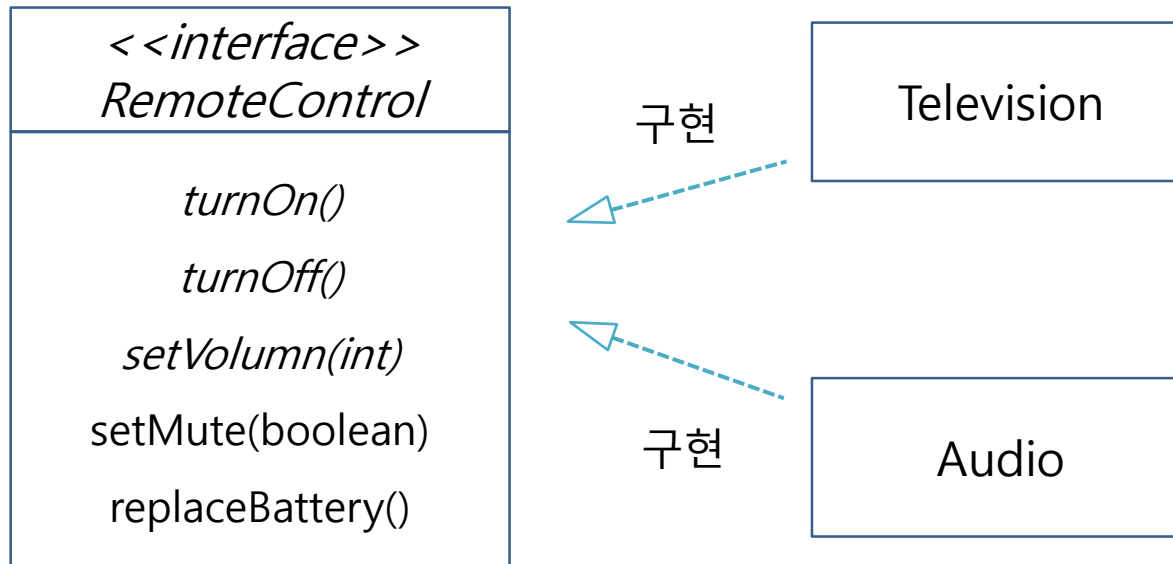 <<interface>>
RemoteControl
turnOn()
turnOff()
setVolumn(int)
setMute(boolean)
replaceBattery()
구현
Television
구현
Audio